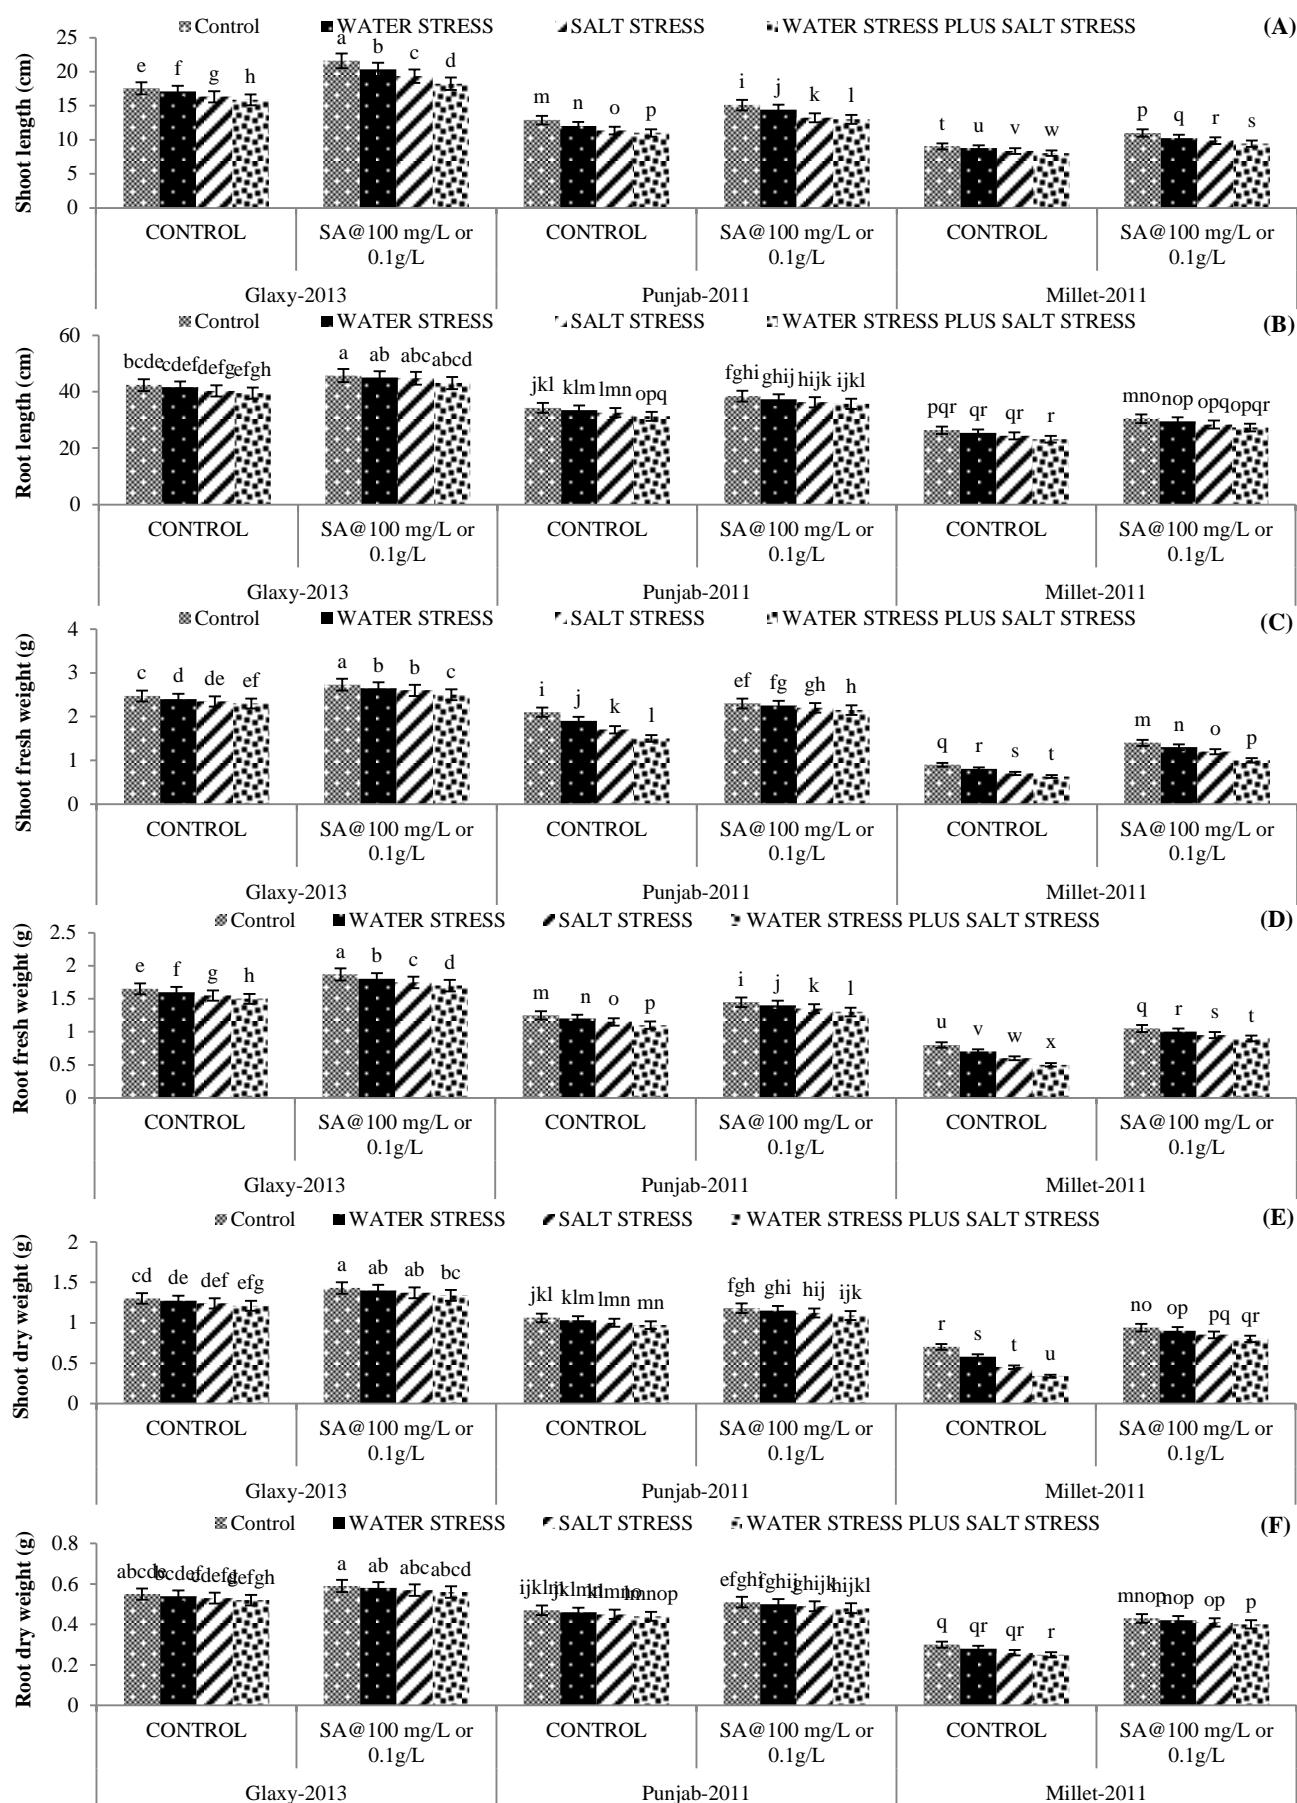 Control WATER STRESS SALT STRESS WATER STRESS PLUS SALT STRESS (A)
Shoot length (cm)
25
20
15
10
5
0
e f g h a b c d m n o p i j k l t u v w p q r s
CONTROL SA@100 mg/L or 0.1g/L CONTROL SA@100 mg/L or 0.1g/L CONTROL SA@100 mg/L or 0.1g/L
Glaxy-2013 Punjab-2011 Millet-2011
Control WATER STRESS SALT STRESS WATER STRESS PLUS SALT STRESS (B)
Root length (cm)
60
40
20
0
bcde cdef defg efgh a ab abc abcd jkl klm lmn opq fghi ghij hijk ijkl pqr qr qr r mno nop opq opqr
CONTROL SA@100 mg/L or 0.1g/L CONTROL SA@100 mg/L or 0.1g/L CONTROL SA@100 mg/L or 0.1g/L
Glaxy-2013 Punjab-2011 Millet-2011
Control WATER STRESS SALT STRESS WATER STRESS PLUS SALT STRESS (C)
Shoot fresh weight (g)
4
3
2
1
0
c d de ef a b b c i j k l ef fg gh h q r s t m n o p
CONTROL SA@100 mg/L or 0.1g/L CONTROL SA@100 mg/L or 0.1g/L CONTROL SA@100 mg/L or 0.1g/L
Glaxy-2013 Punjab-2011 Millet-2011
Control WATER STRESS SALT STRESS WATER STRESS PLUS SALT STRESS (D)
Root fresh weight (g)
2.5
2
1.5
1
0.5
0
e f g h a b c d m n o p i j k l u v w x q r s t
CONTROL SA@100 mg/L or 0.1g/L CONTROL SA@100 mg/L or 0.1g/L CONTROL SA@100 mg/L or 0.1g/L
Glaxy-2013 Punjab-2011 Millet-2011
Control WATER STRESS SALT STRESS WATER STRESS PLUS SALT STRESS (E)
Shoot dry weight (g)
2
1.5
1
0.5
0
cd de def efg a ab ab bc jkl klm lmn mn fgh ghi hij ijk r s t u no op pq qr
CONTROL SA@100 mg/L or 0.1g/L CONTROL SA@100 mg/L or 0.1g/L CONTROL SA@100 mg/L or 0.1g/L
Glaxy-2013 Punjab-2011 Millet-2011
Control WATER STRESS SALT STRESS WATER STRESS PLUS SALT STRESS (F)
Root dry weight (g)
0.8
0.6
0.4
0.2
0
abcde bcdef cdefg defgh a ab abc abcd ijklm jklmn klmno lmnop efghi fghij ghijk hijkl q qr qr r mnop nop op p
CONTROL SA@100 mg/L or 0.1g/L CONTROL SA@100 mg/L or 0.1g/L CONTROL SA@100 mg/L or 0.1g/L
Glaxy-2013 Punjab-2011 Millet-2011